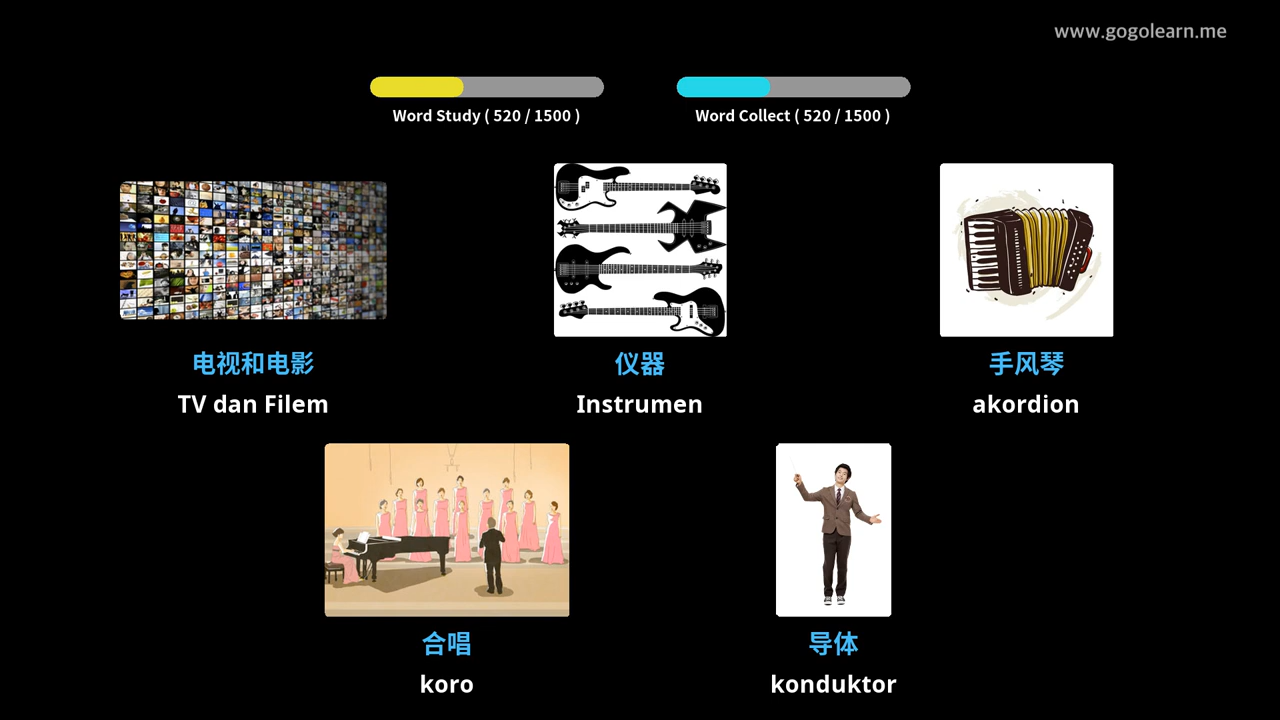 www.gogolearn.me
Word Study ( 520 / 1500 )
Word Collect ( 520 / 1500 )
电视和电影
TV dan Filem
仪器
Instrumen
手风琴
akordion
合唱
koro
导体
konduktor